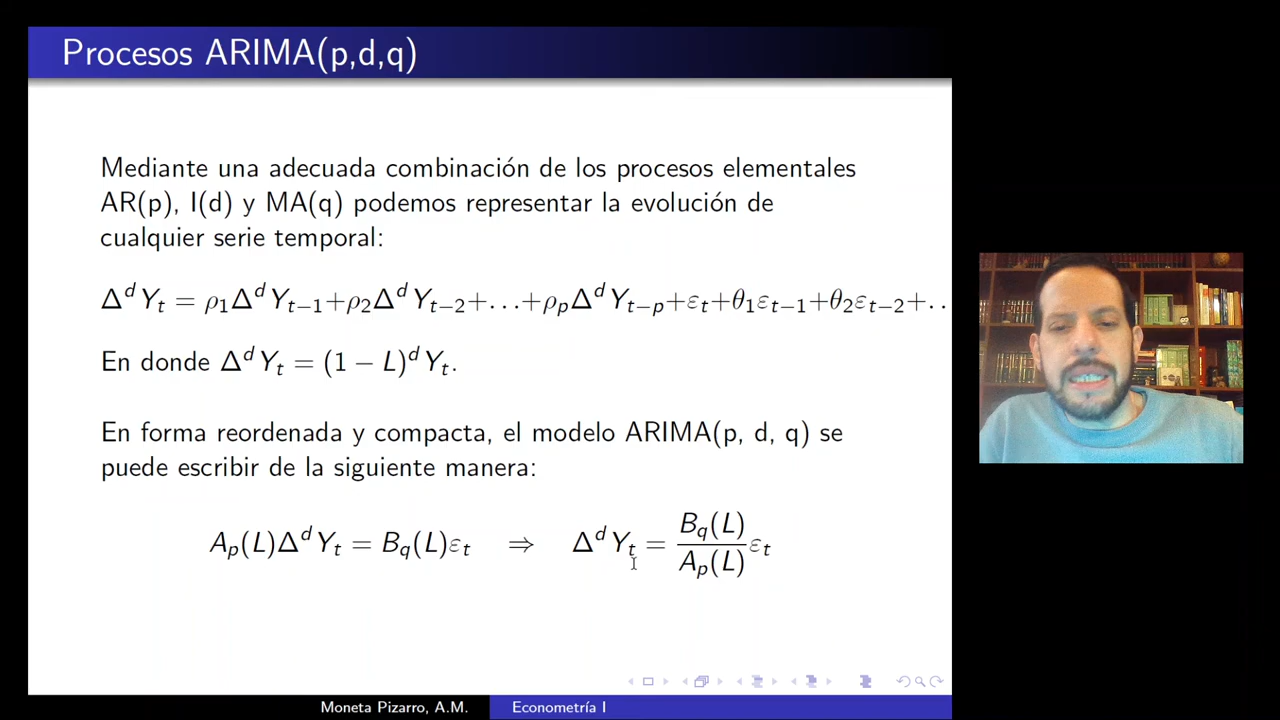 Procesos ARIMA(p,d,q)
Mediante una adecuada combinación de los procesos elementales
AR(p), I(d) y MA(q) podemos representar la evolución de
cualquier serie temporal:
Δ^d Y_t = ρ_1Δ^d Y_{t−1}+ρ_2Δ^d Y_{t−2}+...+ρ_pΔ^d Y_{t−p}+ε_t+θ_1ε_{t−1}+θ_2ε_{t−2}+...
En donde Δ^d Y_t = (1 − L)^d Y_t.
En forma reordenada y compacta, el modelo ARIMA(p, d, q) se
puede escribir de la siguiente manera:
A_p(L)Δ^d Y_t = B_q(L)ε_t ⇒ Δ^d Y_t = B_q(L)/A_p(L) ε_t
Moneta Pizarro, A.M. Econometría I